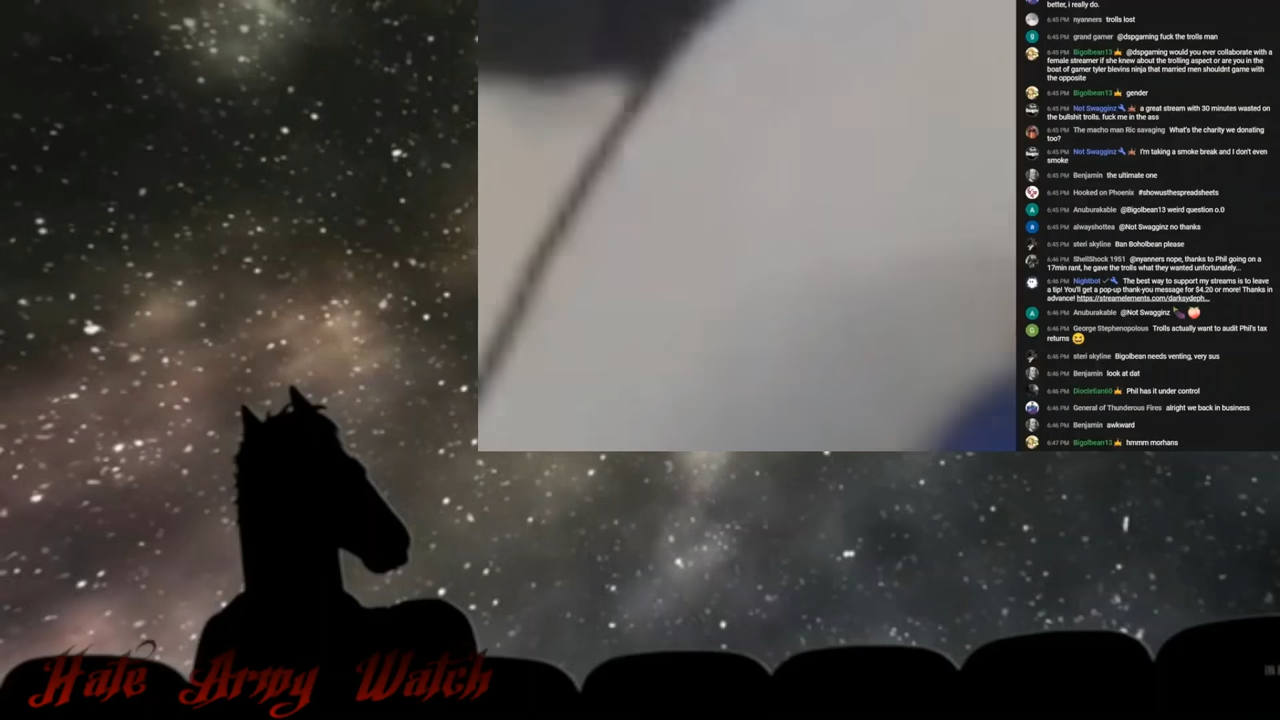 better, i really do.
6:45 PM nyanners trolls lost
6:45 PM grand gamer @dspgaming fuck the trolls man
6:45 PM Bigolbean13 @dspgaming would you ever collaborate with a
female streamer if she knew about the trolling aspect or are you in the
boat of gamer tyler blevins ninja that married men shouldnt game with
the opposite
6:45 PM Bigolbean13 gender
6:45 PM Not Swagginz a great stream with 30 minutes wasted on
the bullshit trolls. fuck me in the ass
6:45 PM The macho man Ric savaging What's the charity we donating
too?
6:45 PM Not Swagginz I'm taking a smoke break and I don't even
smoke
6:45 PM Benjamin the ultimate one
6:45 PM Hooked on Phoenix #showusthespreadsheets
6:45 PM Anuburakable @Bigolbean13 weird question o.0
6:45 PM alwayshottea @Not Swagginz no thanks
6:45 PM steri skyline Ban Boholbean please
6:46 PM ShellShock 1951 @nyanners nope, thanks to Phil going on a
17min rant, he gave the trolls what they wanted unfortunately...
6:46 PM Nightbot The best way to support my streams is to leave
a tip! You'll get a pop-up thank-you message for $4.20 or more! Thanks in
advance! https://streamelements.com/darksydeph...
6:46 PM Anuburakable @Not Swagginz 🍆 🍑
6:46 PM George Stephenopolous Trolls actually want to audit Phil's tax
returns 😆
6:46 PM steri skyline Bigolbean needs venting, very sus
6:46 PM Benjamin look at dat
6:46 PM Diocletian60 Phil has it under control
6:46 PM General of Thunderous Fires alright we back in business
6:46 PM Benjamin awkward
6:47 PM Bigolbean13 hmmm morhans
Hate Army Watch